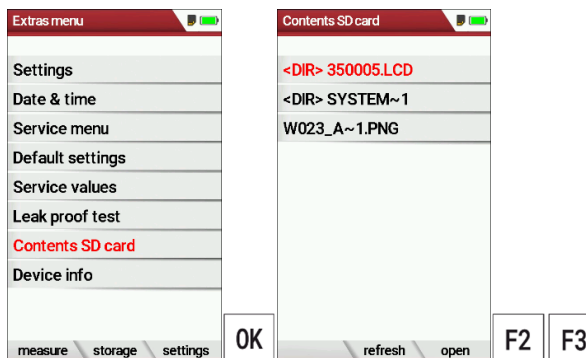 Extras menu
Settings
Date & time
Service menu
Default settings
Service values
Leak proof test
Contents SD card
Device info
measure storage settings
OK
Contents SD card
<DIR> 350005.LCD
<DIR> SYSTEM~1
W023_A~1.PNG
refresh open
F2 F3